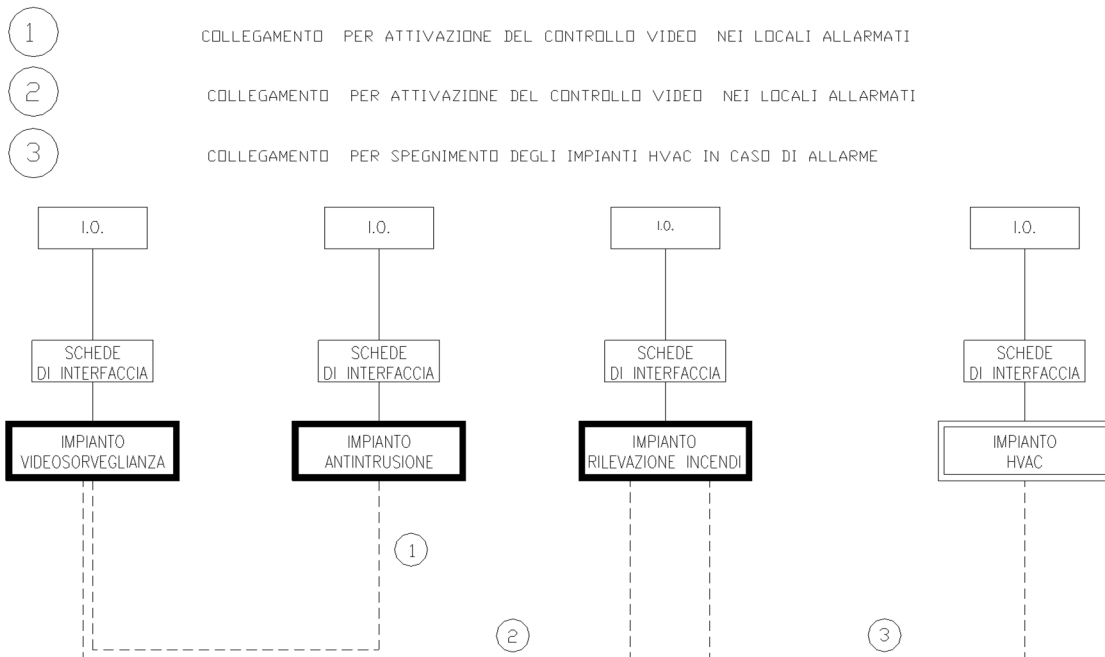 1 COLLEGAMENTO PER ATTIVAZIONE DEL CONTROLLO VIDEO NEI LOCALI ALLARMATI
2 COLLEGAMENTO PER ATTIVAZIONE DEL CONTROLLO VIDEO NEI LOCALI ALLARMATI
3 COLLEGAMENTO PER SPEGNIMENTO DEGLI IMPIANTI HVAC IN CASO DI ALLARME
I.O.
I.O.
I.O.
I.O.
SCHEDE
DI INTERFACCIA
SCHEDE
DI INTERFACCIA
SCHEDE
DI INTERFACCIA
SCHEDE
DI INTERFACCIA
IMPIANTO
VIDEOSORVEGLIANZA
IMPIANTO
ANTINTRUSIONE
IMPIANTO
RILEVAZIONE INCENDI
IMPIANTO
HVAC
1
2
3